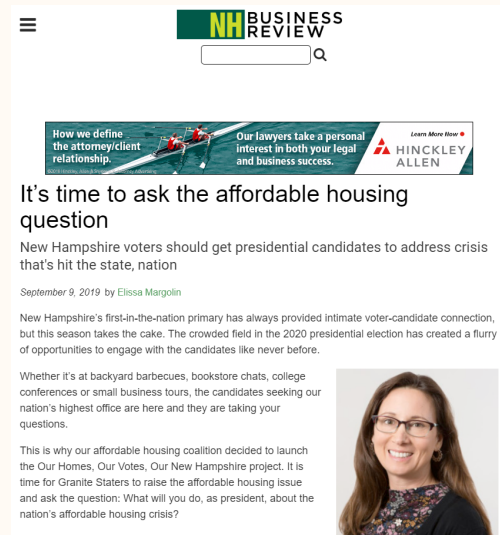 NH BUSINESS
REVIEW
How we define
the attorney/client
relationship.
Our lawyers take a personal
interest in both your legal
and business success.
Learn More Now
HINCKLEY
ALLEN
It's time to ask the affordable housing
question
New Hampshire voters should get presidential candidates to address crisis
that's hit the state, nation
September 9, 2019 by Elissa Margolin
New Hampshire's first-in-the-nation primary has always provided intimate voter-candidate connection,
but this season takes the cake. The crowded field in the 2020 presidential election has created a flurry
of opportunities to engage with the candidates like never before.
Whether it's at backyard barbecues, bookstore chats, college
conferences or small business tours, the candidates seeking our
nation's highest office are here and they are taking your
questions.
This is why our affordable housing coalition decided to launch
the Our Homes, Our Votes, Our New Hampshire project. It is
time for Granite Staters to raise the affordable housing issue
and ask the question: What will you do, as president, about the
nation's affordable housing crisis?